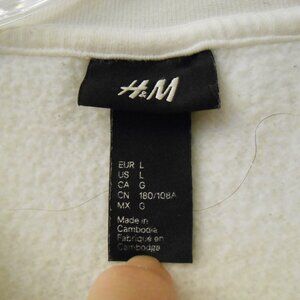 H&M
EUR L
US L
CA G
CN 180/108A
MX G
Made in
Cambodia
Fabriqué en
Cambodge